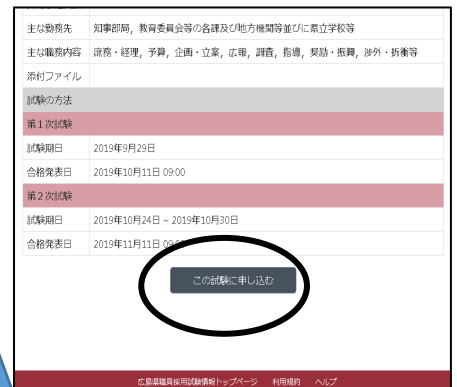 主な勤務先 知事部局，教育委員会等の各課及び地方機関等並びに県立学校等
主な職務内容 庶務・経理，予算，企画・立案，広報，調査，指導，奨励・振興，渉外・折衝等
添付ファイル
試験の方法
第１次試験
試験期日 2019年9月29日
合格発表日 2019年10月11日 09:00
第２次試験
試験期日 2019年10月24日 ~ 2019年10月30日
合格発表日 2019年11月11日
この試験に申し込む
広島県職員採用試験情報トップページ 利用規約 ヘルプ